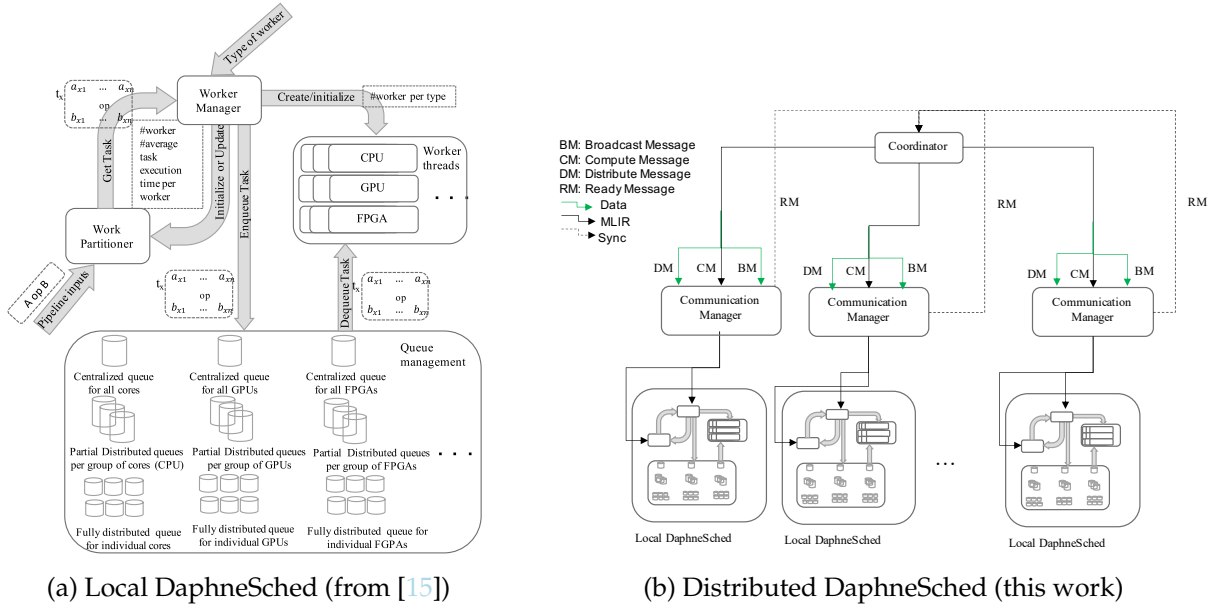 Type of worker
t_x a_x1 ... a_xn
op
b_x1 ... b_xn
Worker
Manager
Create/initialize
#worker per type
Get Task
#worker
#average
task
execution
time per
worker
Initialize or Update
Enqueue Task
Worker
threads
CPU
GPU
FPGA
. . .
Work
Partitioner
A op B
Pipeline inputs
t_x a_x1 ... a_xn
op
b_x1 ... b_xn
Dequeue Task
t_x a_x1 ... a_xn
op
b_x1 ... b_xn
Queue
management
Centralized queue
for all cores
Centralized queue
for all GPUs
Centralized queue
for all FPGAs
Partial Distributed queues
per group of cores (CPU)
Partial Distributed queues
per group of GPUs
Partial Distributed queues
per group of FPGAs
. . .
Fully distributed queue
for individual cores
Fully distributed queue
for individual GPUs
Fully distributed queue for
individual FGPAs
(a) Local DaphneSched (from [15])
BM: Broadcast Message
CM: Compute Message
DM: Distribute Message
RM: Ready Message
Data
MLIR
Sync
Coordinator
RM
RM
RM
DM
CM
BM
DM
CM
BM
DM
CM
BM
Communication
Manager
Communication
Manager
Communication
Manager
...
Local DaphneSched
Local DaphneSched
Local DaphneSched
(b) Distributed DaphneSched (this work)